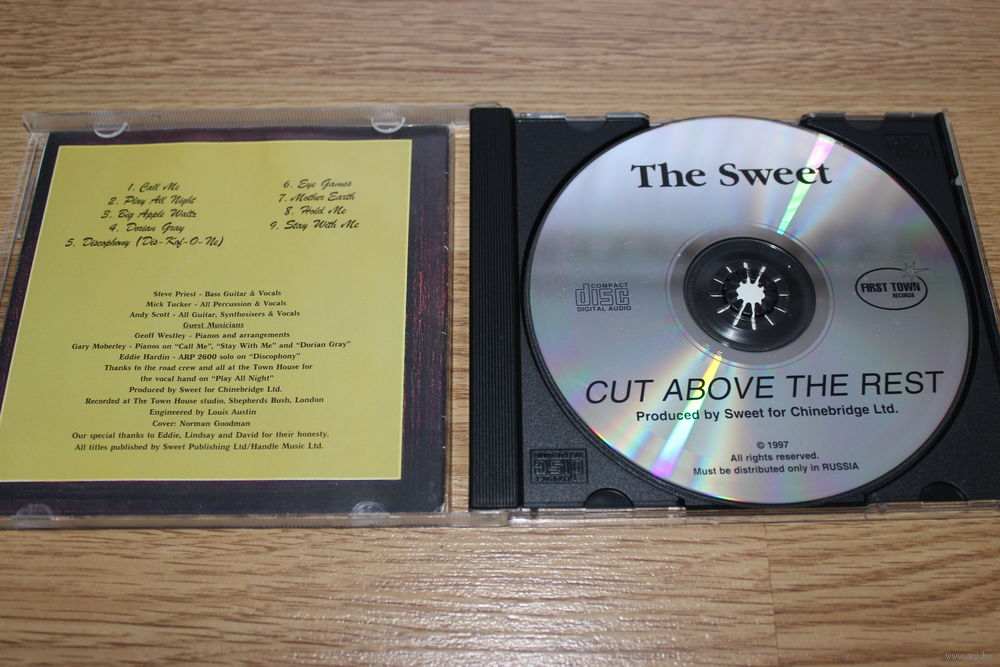 1. Call Me
2. Play All Night
3. Big Apple Waltz
4. Dorian Gray
5. Discophony (Dis-Kof-O-Ne)
6. Eye Games
7. Mother Earth
8. Hold Me
9. Stay With Me
Steve Priest - Bass Guitar & Vocals
Mick Tucker - All Percussion & Vocals
Andy Scott - All Guitar, Synthesisers & Vocals
Guest Musicians
Geoff Westley - Pianos and arrangements
Gary Moberley - Pianos on "Call Me", "Stay With Me" and "Dorian Gray"
Eddie Hardin - ARP 2600 solo on "Discophony"
Thanks to the road crew and all at the Town House for
the vocal hand on "Play All Night"
Produced by Sweet for Chinebridge Ltd.
Recorded at The Town House studio, Shepherds Bush, London
Engineered by Louis Austin
Cover: Norman Goodman
Our special thanks to Eddie, Lindsay and David for their honesty.
All titles published by Sweet Publishing Ltd/Handle Music Ltd.
The Sweet
COMPACT
disc
DIGITAL AUDIO
FIRST TOWN
RECORDS
CUT ABOVE THE REST
Produced by Sweet for Chinebridge Ltd.
© 1997
All rights reserved.
Must be distributed only in RUSSIA
www.ay.by